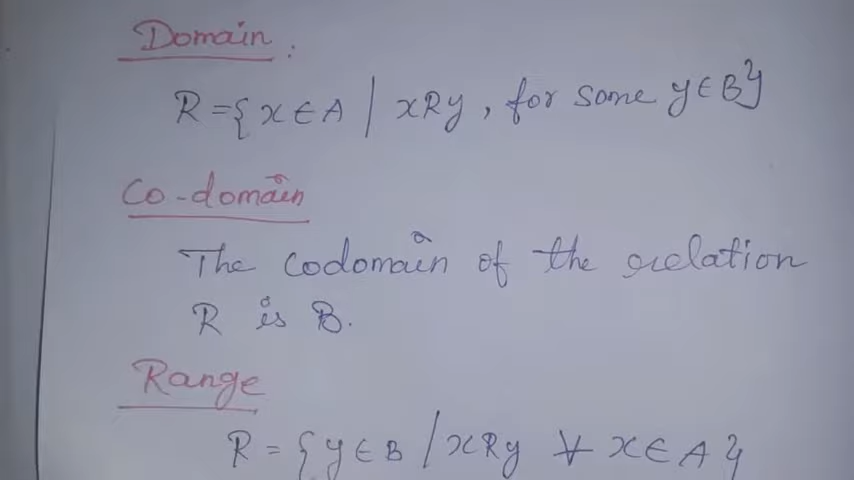 Domain :
R = { x ∈ A | xRy , for some y ∈ B }
Co-domain
The codomain of the relation
R is B.
Range
R = { y ∈ B / xRy ∀ x ∈ A }